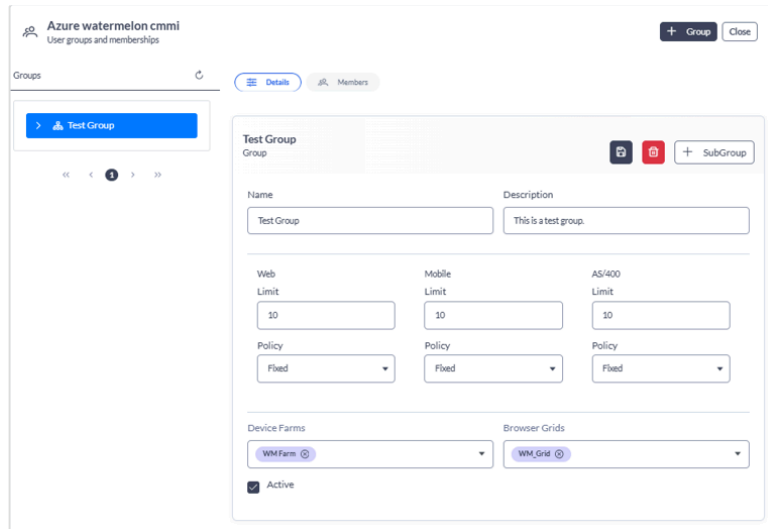 Azure watermelon cmmi
User groups and memberships
+ Group
Close
Groups
Details
Members
Test Group
« ‹ 1 › »
Test Group
Group
+ SubGroup
Name
Description
Test Group
This is a test group.
Web
Mobile
AS/400
Limit
Limit
Limit
10
10
10
Policy
Policy
Policy
Fixed
Fixed
Fixed
Device Farms
Browser Grids
WM Farm
WM_Grid
Active